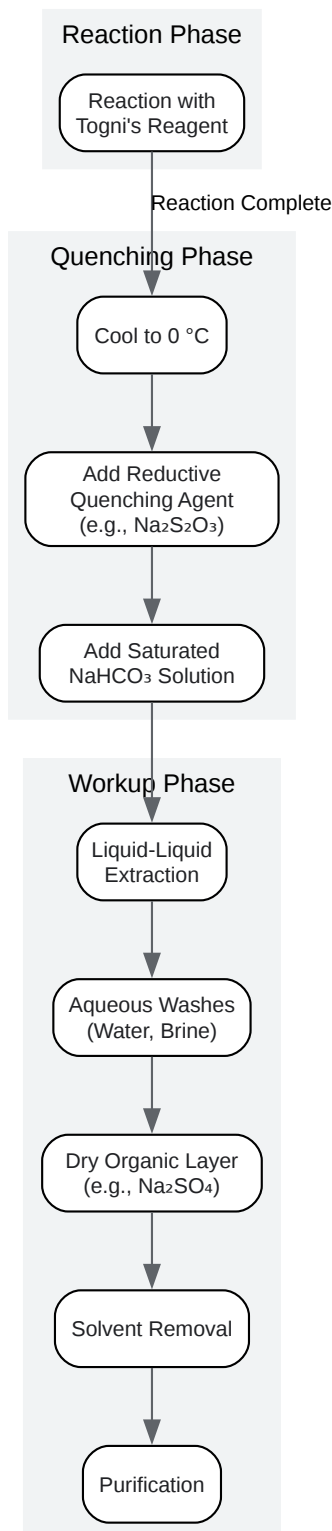 Reaction Phase
Reaction with
Togni's Reagent
Reaction Complete
Quenching Phase
Cool to 0 °C
Add Reductive
Quenching Agent
(e.g., Na₂S₂O₃)
Add Saturated
NaHCO₃ Solution
Workup Phase
Liquid-Liquid
Extraction
Aqueous Washes
(Water, Brine)
Dry Organic Layer
(e.g., Na₂SO₄)
Solvent Removal
Purification